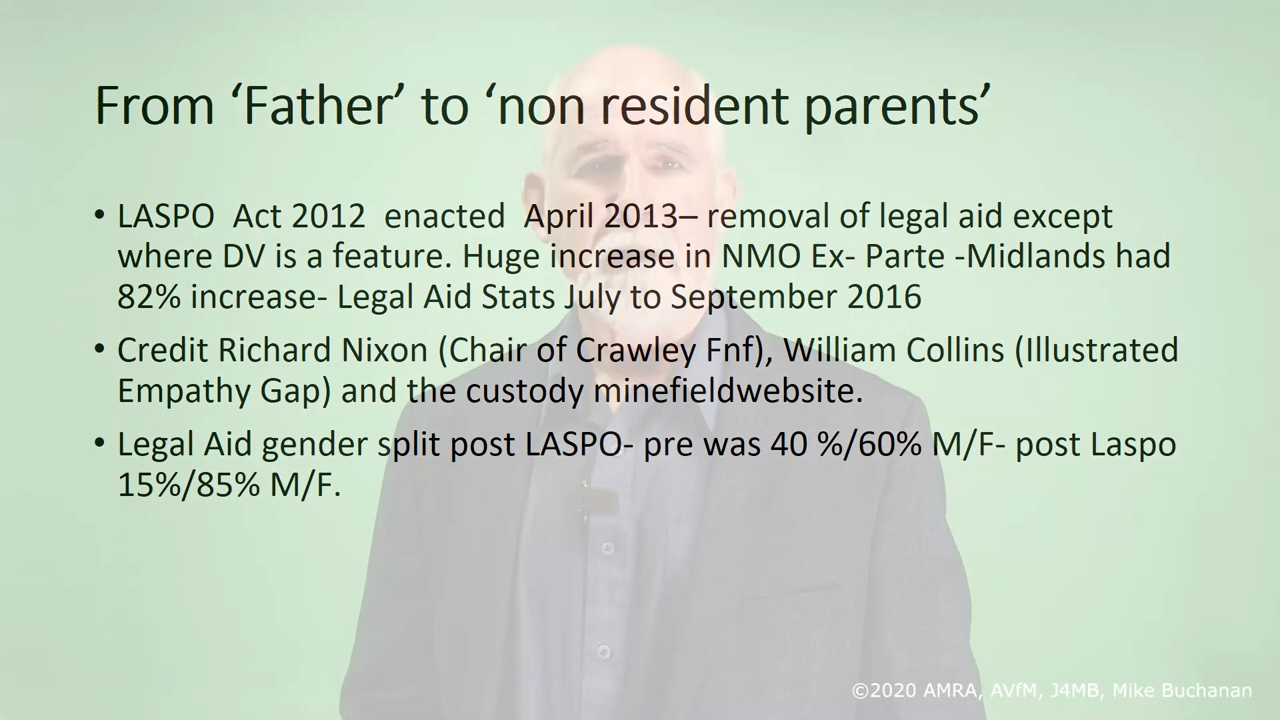 From ‘Father’ to ‘non resident parents’
• LASPO Act 2012 enacted April 2013– removal of legal aid except
where DV is a feature. Huge increase in NMO Ex- Parte -Midlands had
82% increase- Legal Aid Stats July to September 2016
• Credit Richard Nixon (Chair of Crawley Fnf), William Collins (Illustrated
Empathy Gap) and the custody minefieldwebsite.
• Legal Aid gender split post LASPO- pre was 40 %/60% M/F- post Laspo
15%/85% M/F.
©2020 AMRA, AVfM, J4MB, Mike Buchanan